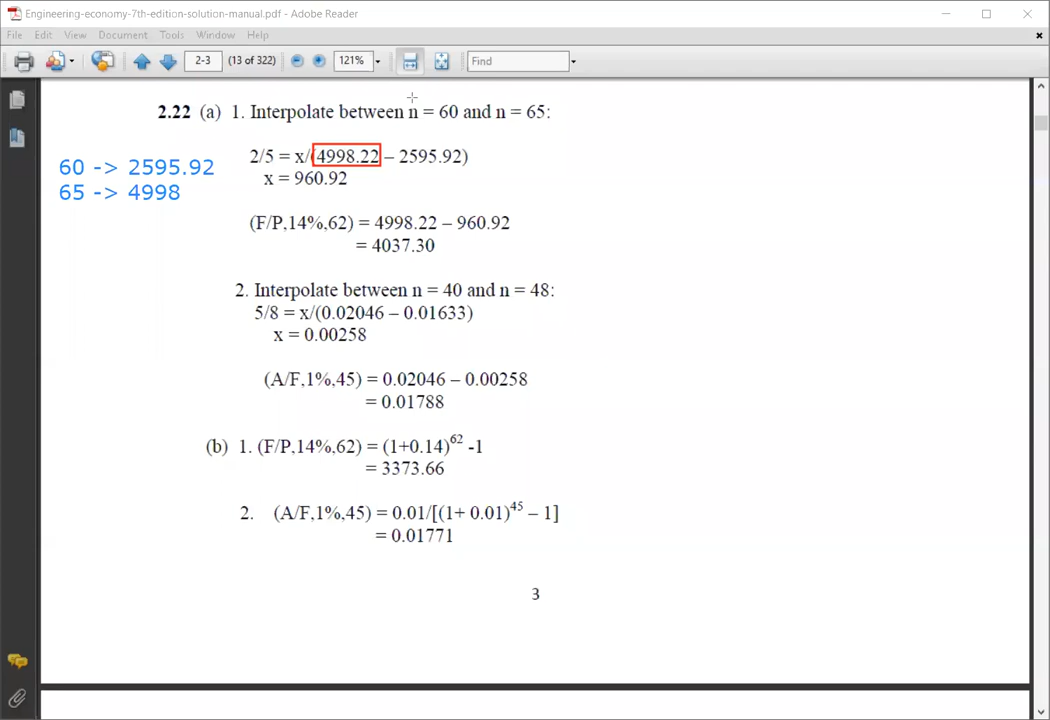 Engineering-economy-7th-edition-solution-manual.pdf - Adobe Reader
File Edit View Document Tools Window Help
2-3 (13 of 322) 121% Find
2.22 (a) 1. Interpolate between n = 60 and n = 65:
2/5 = x/(4998.22 – 2595.92)
60 -> 2595.92
x = 960.92
65 -> 4998
(F/P,14%,62) = 4998.22 – 960.92
= 4037.30
2. Interpolate between n = 40 and n = 48:
5/8 = x/(0.02046 – 0.01633)
x = 0.00258
(A/F,1%,45) = 0.02046 – 0.00258
= 0.01788
(b) 1. (F/P,14%,62) = (1+0.14)^62 -1
= 3373.66
2. (A/F,1%,45) = 0.01/[(1+ 0.01)^45 – 1]
= 0.01771
3